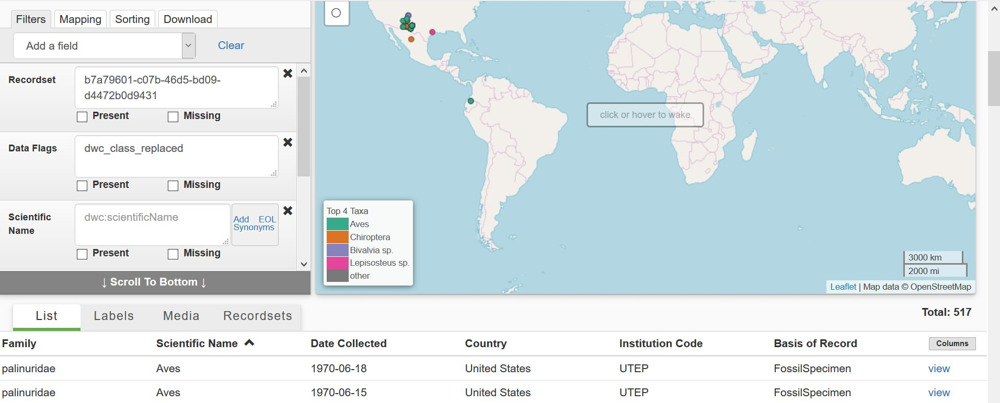 Filters Mapping Sorting Download
Add a field Clear
Recordset
b7a79601-c07b-46d5-bd09-
d4472b0d9431
Present Missing
Data Flags
dwc_class_replaced
Present Missing
Scientific
Name
dwc:scientificName
Add EOL
Synonyms
Present Missing
↓ Scroll To Bottom ↓
click or hover to wake
Top 4 Taxa
Aves
Chiroptera
Bivalvia sp.
Lepisosteus sp.
other
3000 km
2000 mi
Leaflet | Map data © OpenStreetMap
List Labels Media Recordsets
Total: 517
Family Scientific Name Date Collected Country Institution Code Basis of Record Columns
palinuridae Aves 1970-06-18 United States UTEP FossilSpecimen view
palinuridae Aves 1970-06-15 United States UTEP FossilSpecimen view